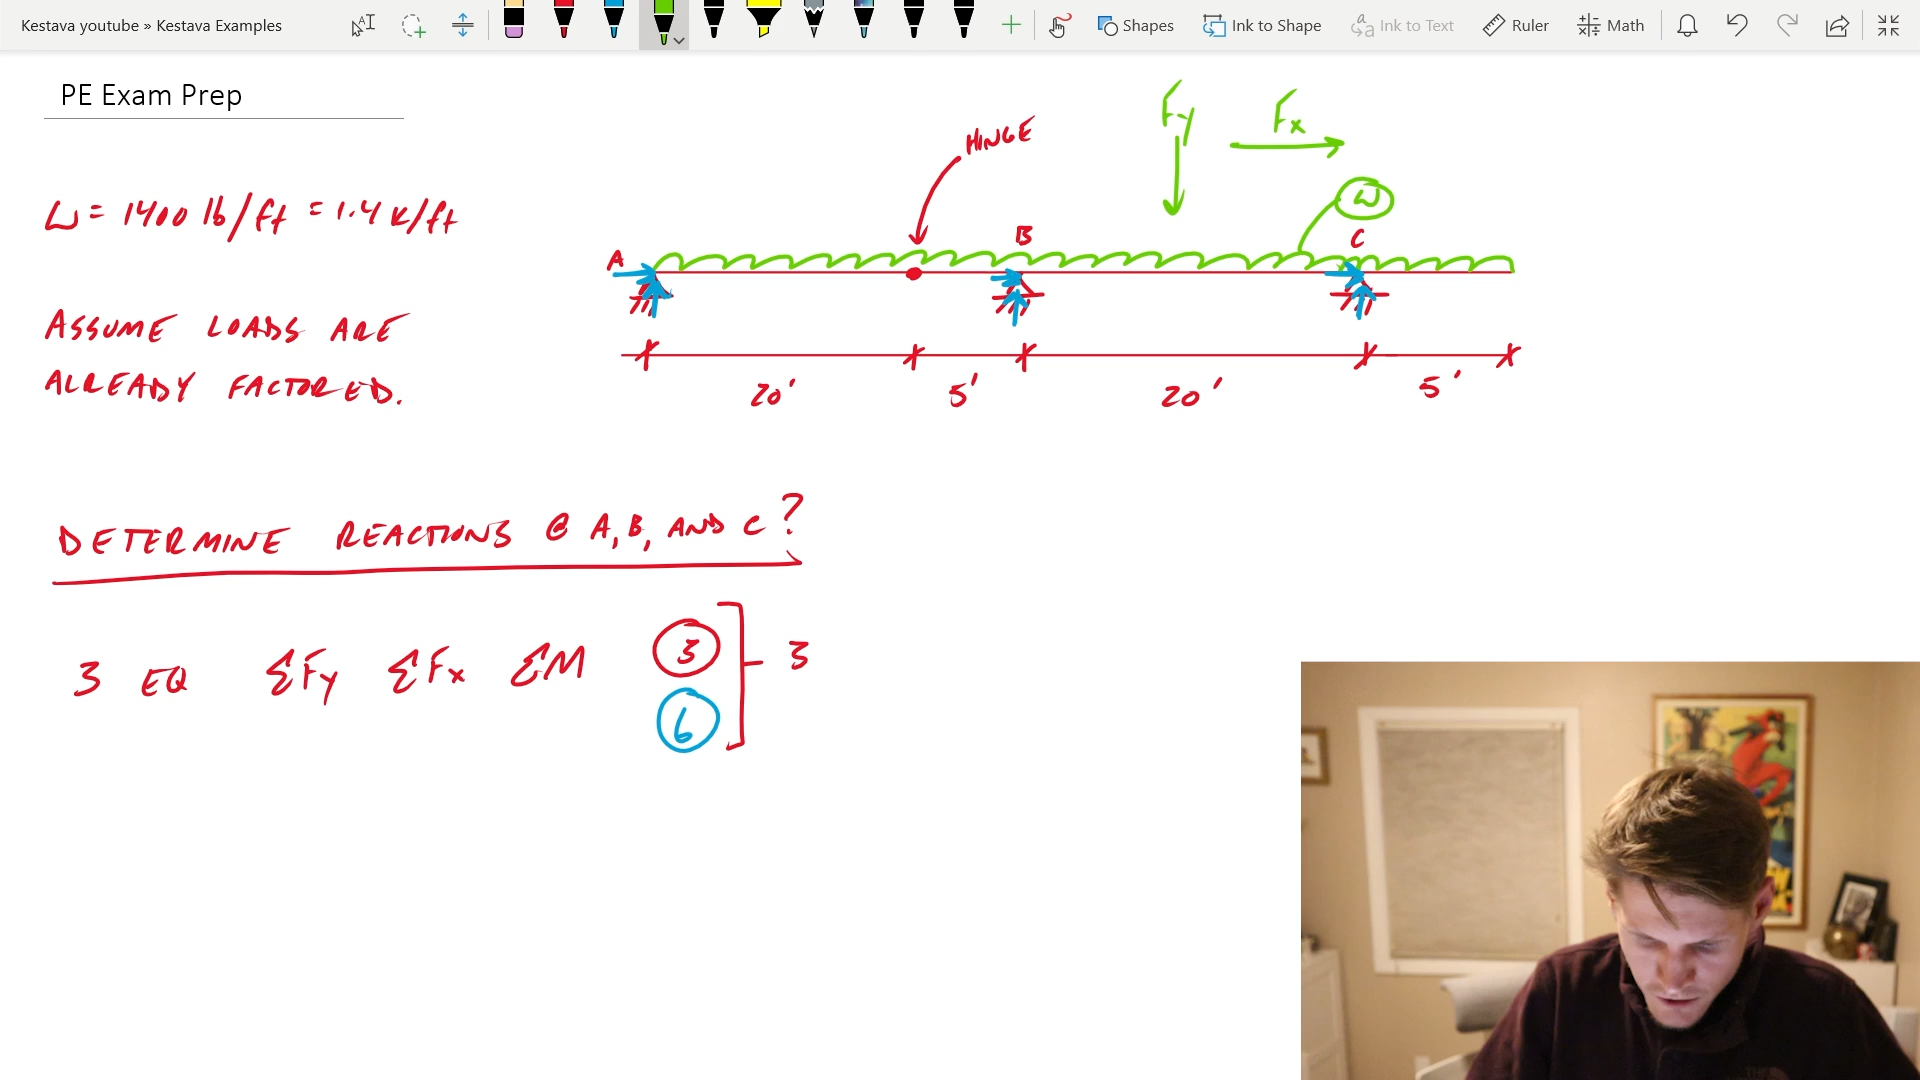 Kestava youtube » Kestava Examples
Shapes
Ink to Shape
Ink to Text
Ruler
Math
PE Exam Prep
Fy
Fx
HINGE
W = 1400 lb/ft = 1.4 k/ft
W
A
B
C
ASSUME LOADS ARE
ALREADY FACTORED.
20'
5'
20'
5'
DETERMINE REACTIONS @ A, B, AND C?
3 EQ ΣFy ΣFx ΣM 3
3
6